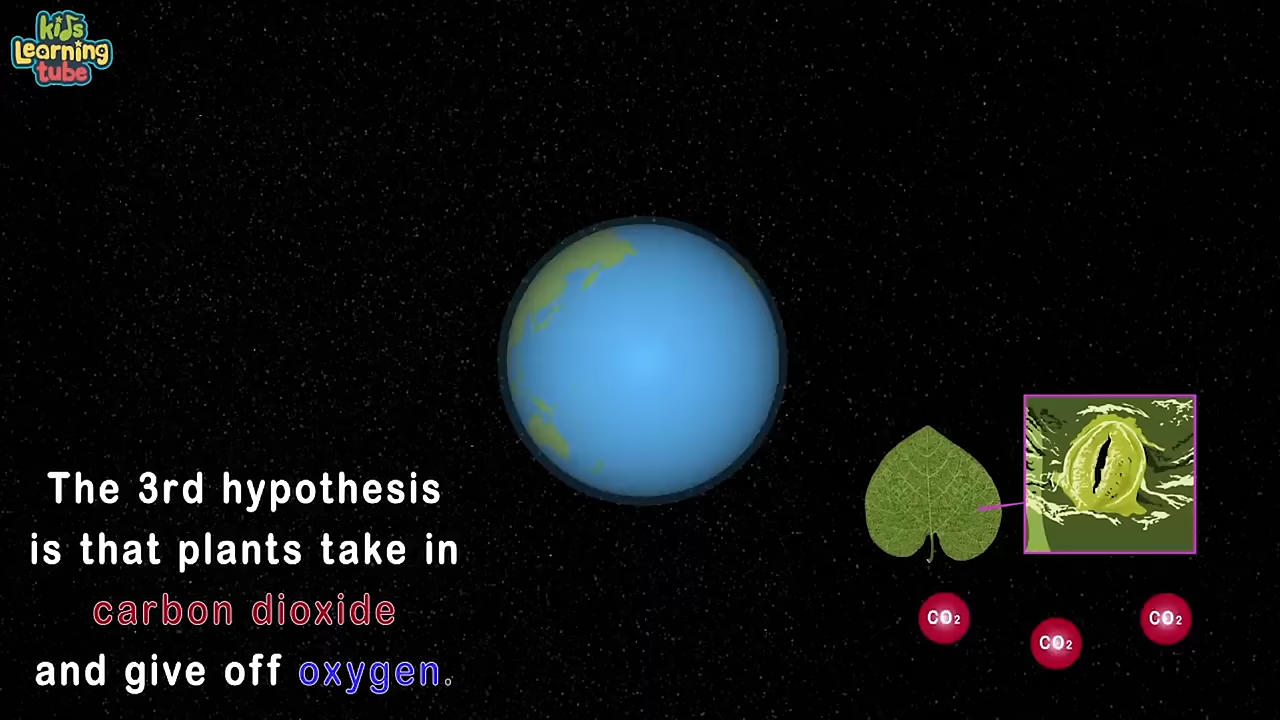 kids
Learning
tube
The 3rd hypothesis
is that plants take in
carbon dioxide
and give off oxygen.
CO₂
CO₂
CO₂